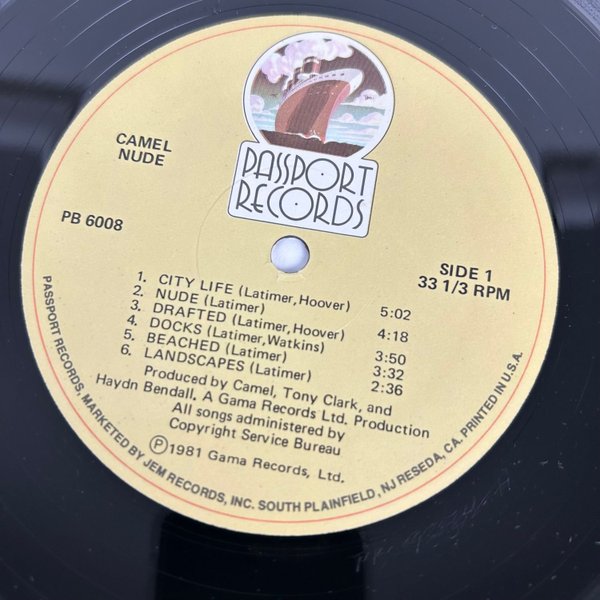 PASSPORT
RECORDS
CAMEL
NUDE
PB 6008
SIDE 1
33 1/3 RPM
1. CITY LIFE (Latimer, Hoover) 5:02
2. NUDE (Latimer)
3. DRAFTED (Latimer, Hoover) 4:18
4. DOCKS (Latimer, Watkins) 3:50
5. BEACHED (Latimer) 3:32
6. LANDSCAPES (Latimer) 2:36
Produced by Camel, Tony Clark, and
Haydn Bendall. A Gama Records Ltd. Production
All songs administered by
Copyright Service Bureau
Ⓟ1981 Gama Records, Ltd.
PASSPORT RECORDS, MARKETED BY JEM RECORDS, INC. SOUTH PLAINFIELD, NJ RESEDA, CA. PRINTED IN U.S.A.